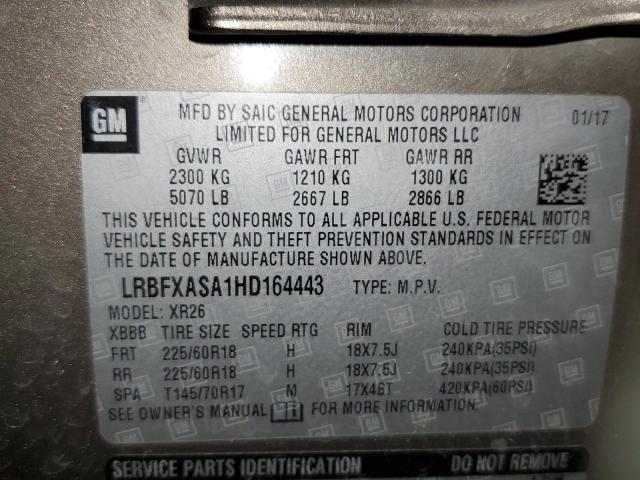 GM
MFD BY SAIC GENERAL MOTORS CORPORATION 01/17
LIMITED FOR GENERAL MOTORS LLC
GVWR GAWR FRT GAWR RR
2300 KG 1210 KG 1300 KG
5070 LB 2667 LB 2866 LB
THIS VEHICLE CONFORMS TO ALL APPLICABLE U.S. FEDERAL MOTOR
VEHICLE SAFETY AND THEFT PREVENTION STANDARDS IN EFFECT ON
THE DATE OF MANUFACTURE SHOWN ABOVE.
LRBFXASA1HD164443 TYPE: M.P.V.
MODEL: XR26
XBBB TIRE SIZE SPEED RTG RIM COLD TIRE PRESSURE
FRT 225/60R18 H 18X7.5J 240KPA(35PSI)
RR 225/60R18 H 18X7.5J 240KPA(35PSI)
SPA T145/70R17 M 17X46T 420KPA(60PSI)
SEE OWNER'S MANUAL FOR MORE INFORMATION.
SERVICE PARTS IDENTIFICATION DO NOT REMOVE